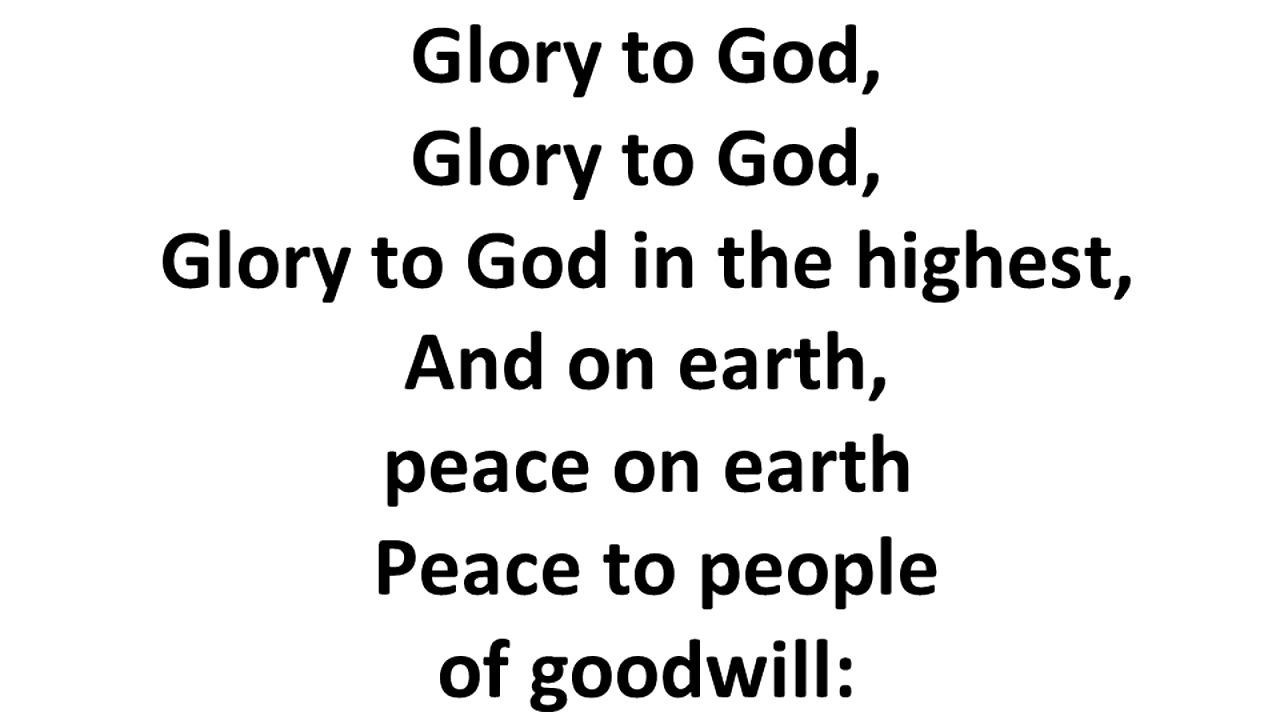 Glory to God,
Glory to God,
Glory to God in the highest,
And on earth,
peace on earth
Peace to people
of goodwill: